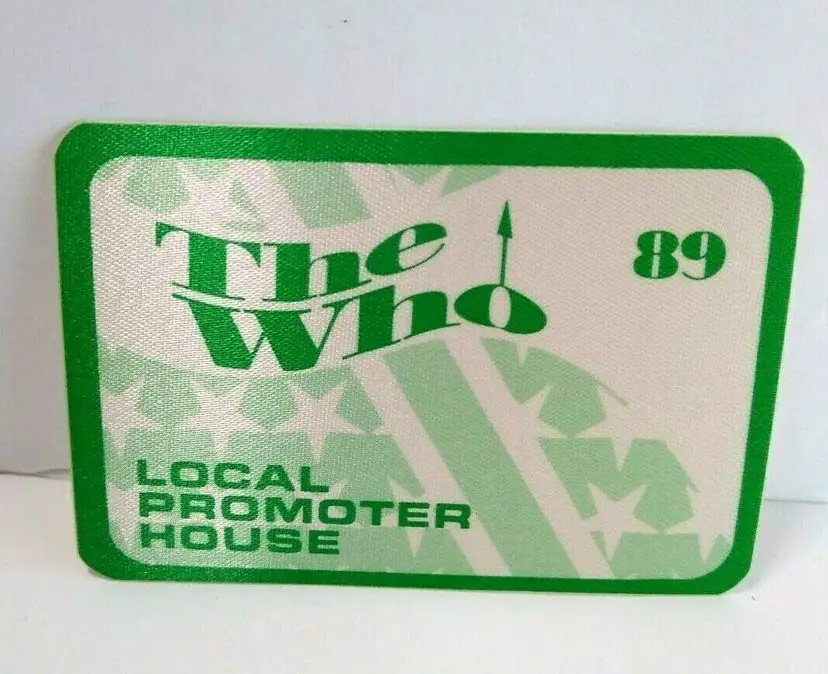 The
Who
89
LOCAL
PROMOTER
HOUSE